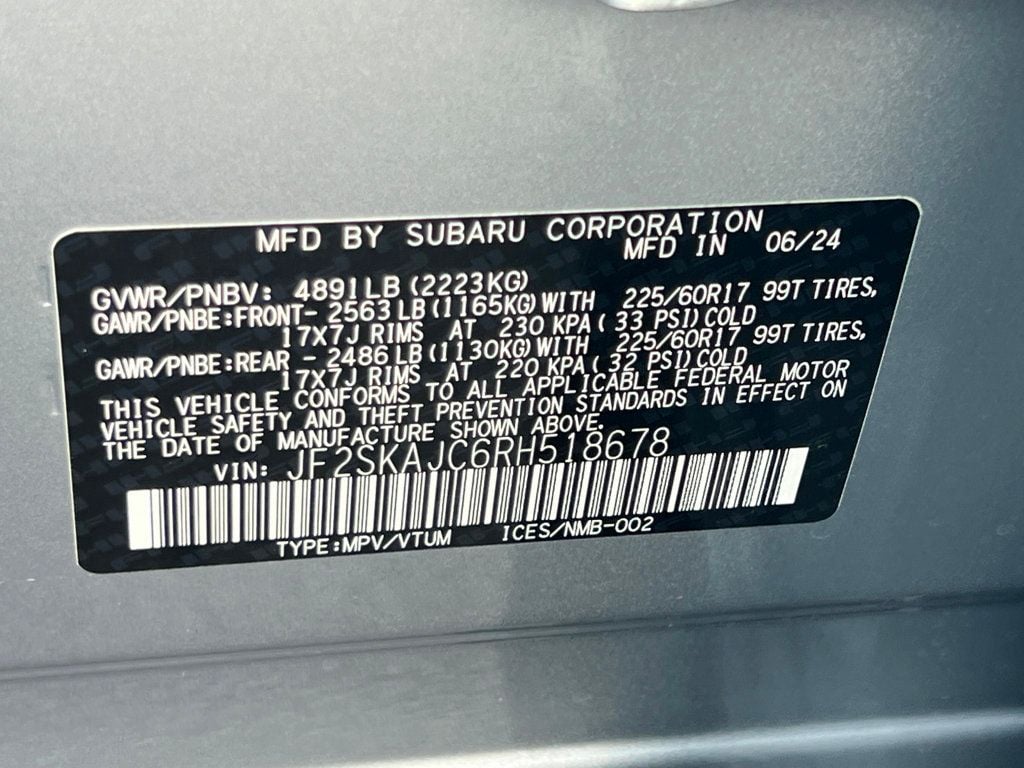 MFD BY SUBARU CORPORATION
MFD IN 06/24
GVWR/PNBV: 4891LB (2223KG)
GAWR/PNBE:FRONT- 2563LB (1165KG)WITH 225/60R17 99T TIRES,
17X7J RIMS AT 230 KPA ( 33 PSI)COLD
GAWR/PNBE:REAR - 2486LB (1130KG)WITH 225/60R17 99T TIRES,
17X7J RIMS AT 220 KPA ( 32 PSI)COLD
THIS VEHICLE CONFORMS TO ALL APPLICABLE FEDERAL MOTOR
VEHICLE SAFETY AND THEFT PREVENTION STANDARDS IN EFFECT ON
THE DATE OF MANUFACTURE SHOWN ABOVE.
VIN: JF2SKAJC6RH518678
TYPE:MPV/VTUM ICES/NMB-002